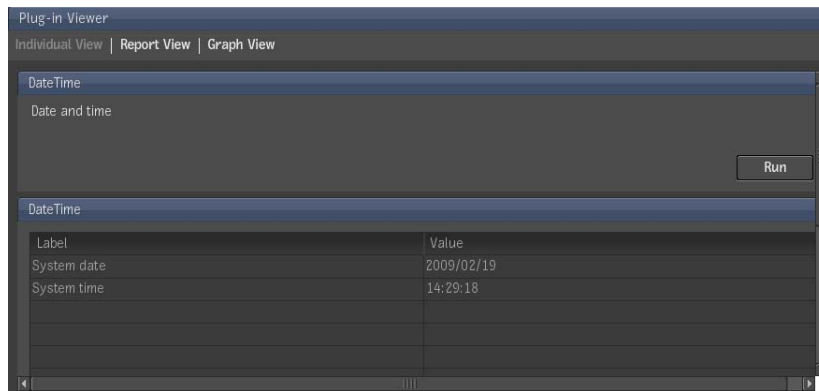 Plug-in Viewer
Individual View | Report View | Graph View
DateTime
Date and time
Run
DateTime
Label Value
System date 2009/02/19
System time 14:29:18